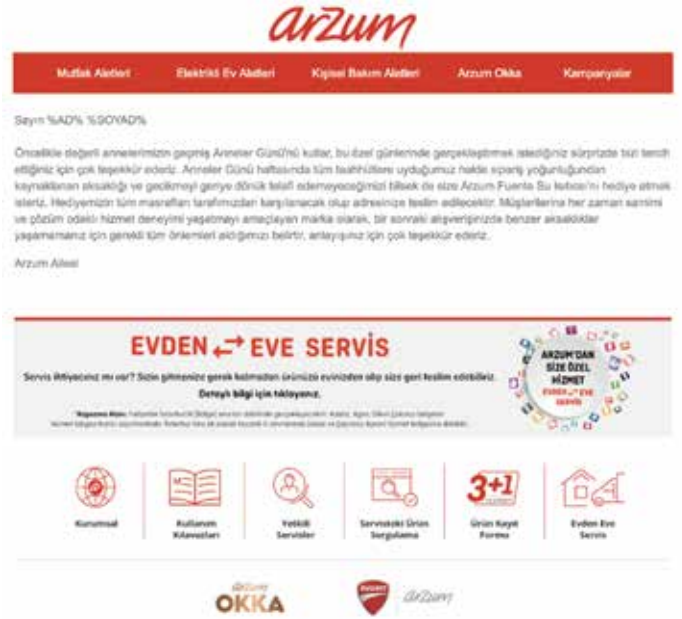 arzum
Mutfak Aletleri Elektrikli Ev Aletleri Kişisel Bakım Aletleri Arzum Okka Kampanyalar
Sayın %AD% %SOYAD%
Öncelikle değerli annelerimizin geçmiş Anneler Günü'nü kutlar, bu özel günlerinde gerçekleştirmek istediğiniz sürprizde bizi tercih
ettiğiniz için çok teşekkür ederiz. Anneler Günü haftasında tüm taahhütlere uyduğumuz halde sipariş yoğunluğundan
kaynaklanan aksaklığı ve gecikmeyi geriye dönük telafi edemeyeceğimizi bilsek de size Arzum Fuente Su Isıtıcısı'nı hediye etmek
isteriz. Hediyemizin tüm masrafları tarafımızdan karşılanacak olup adresinize teslim edilecektir. Müşterilerine her zaman samimi
ve çözüm odaklı hizmet deneyimi yaşatmayı amaçlayan marka olarak, bir sonraki alışverişinizde benzer aksaklıklar
yaşamamanız için gerekli tüm önlemleri aldığımızı belirtir, anlayışınız için çok teşekkür ederiz.
Arzum Ailesi
EVDEN EVE SERVİS
Servis ihtiyacınız mı var? Sizin gitmenize gerek kalmadan ürününüzü evinizden alıp size geri teslim edebiliriz.
Detaylı bilgi için tıklayınız.
ARZUM'DAN
SİZE ÖZEL
HİZMET
EVDEN EVE
SERVİS
3+1
Kurumsal
Kullanım
Kılavuzları
Yetkili
Servisler
Servisteki Ürün
Sorgulama
Ürün Kayıt
Formu
Evden Eve
Servis
arzum
OKKA
DUCATI
arzum